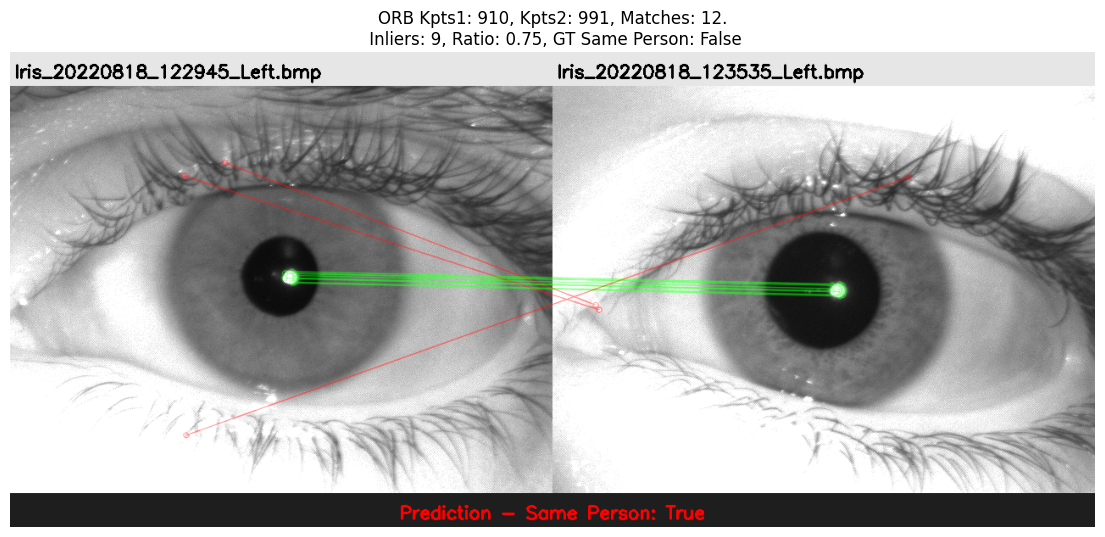 ORB Kpts1: 910, Kpts2: 991, Matches: 12.
Inliers: 9, Ratio: 0.75, GT Same Person: False
Iris_20220818_122945_Left.bmp
Iris_20220818_123535_Left.bmp
Prediction - Same Person: True